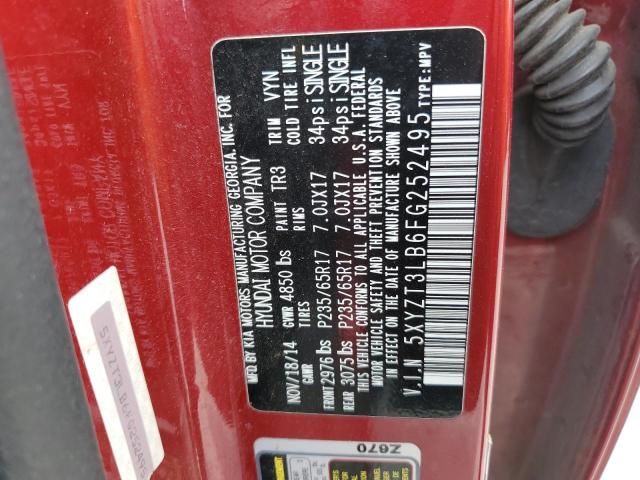 MFD. BY KIA MOTORS MANUFACTURING GEORGIA, INC. FOR
HYUNDAI MOTOR COMPANY
NOV/18/14 GVWR 4850 lbs PAINT TR3 TRIM VYN
GAWR TIRES RIMS COLD TIRE INFL
FRONT 2976 lbs P235/65R17 7.0JX17 34psi SINGLE
REAR 3075 lbs P235/65R17 7.0JX17 34psi SINGLE
THIS VEHICLE CONFORMS TO ALL APPLICABLE U.S.A. FEDERAL
MOTOR VEHICLE SAFETY AND THEFT PREVENTION STANDARDS
IN EFFECT ON THE DATE OF MANUFACTURE SHOWN ABOVE.
V.I.N 5XYZT3LB6FG252495 TYPE:MPV
5XYZT3LB6FG252495
Z670